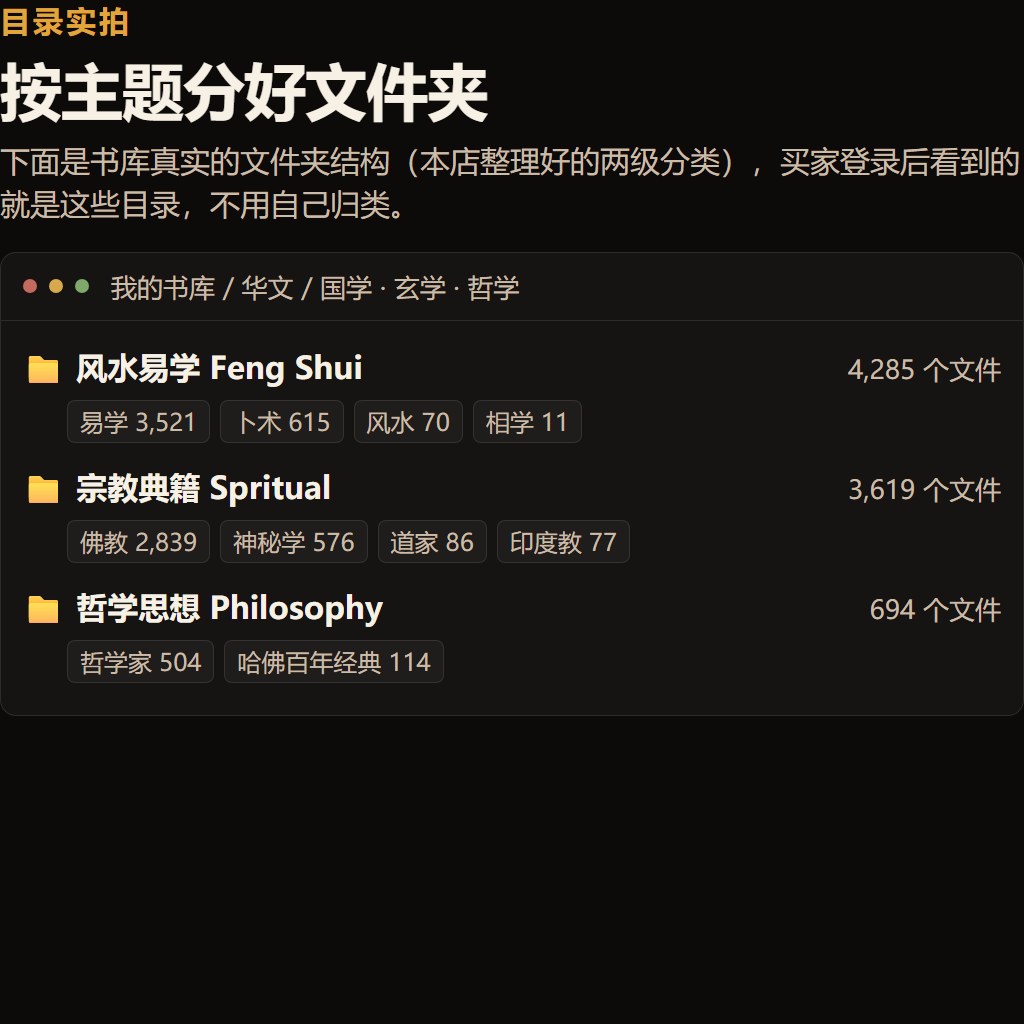 目录实拍
按主题分好文件夹
下面是书库真实的文件夹结构（本店整理好的两级分类），买家登录后看到的
就是这些目录，不用自己归类。
我的书库 / 华文 / 国学 · 玄学 · 哲学
风水易学 Feng Shui 4,285 个文件
易学 3,521 卜术 615 风水 70 相学 11
宗教典籍 Spritual 3,619 个文件
佛教 2,839 神秘学 576 道家 86 印度教 77
哲学思想 Philosophy 694 个文件
哲学家 504 哈佛百年经典 114